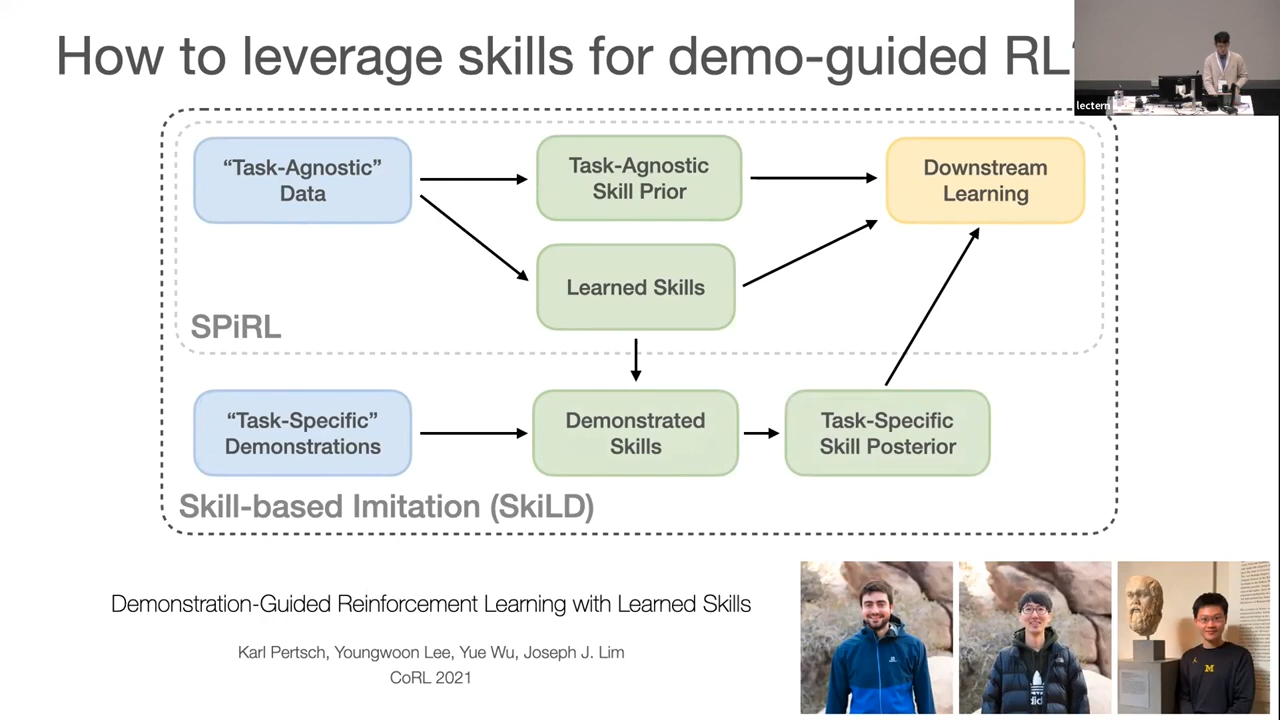 How to leverage skills for demo-guided RL?
lectern
"Task-Agnostic"
Data
Task-Agnostic
Skill Prior
Downstream
Learning
Learned Skills
SPiRL
"Task-Specific"
Demonstrations
Demonstrated
Skills
Task-Specific
Skill Posterior
Skill-based Imitation (SkiLD)
Demonstration-Guided Reinforcement Learning with Learned Skills
Karl Pertsch, Youngwoon Lee, Yue Wu, Joseph J. Lim
CoRL 2021
adidas
M